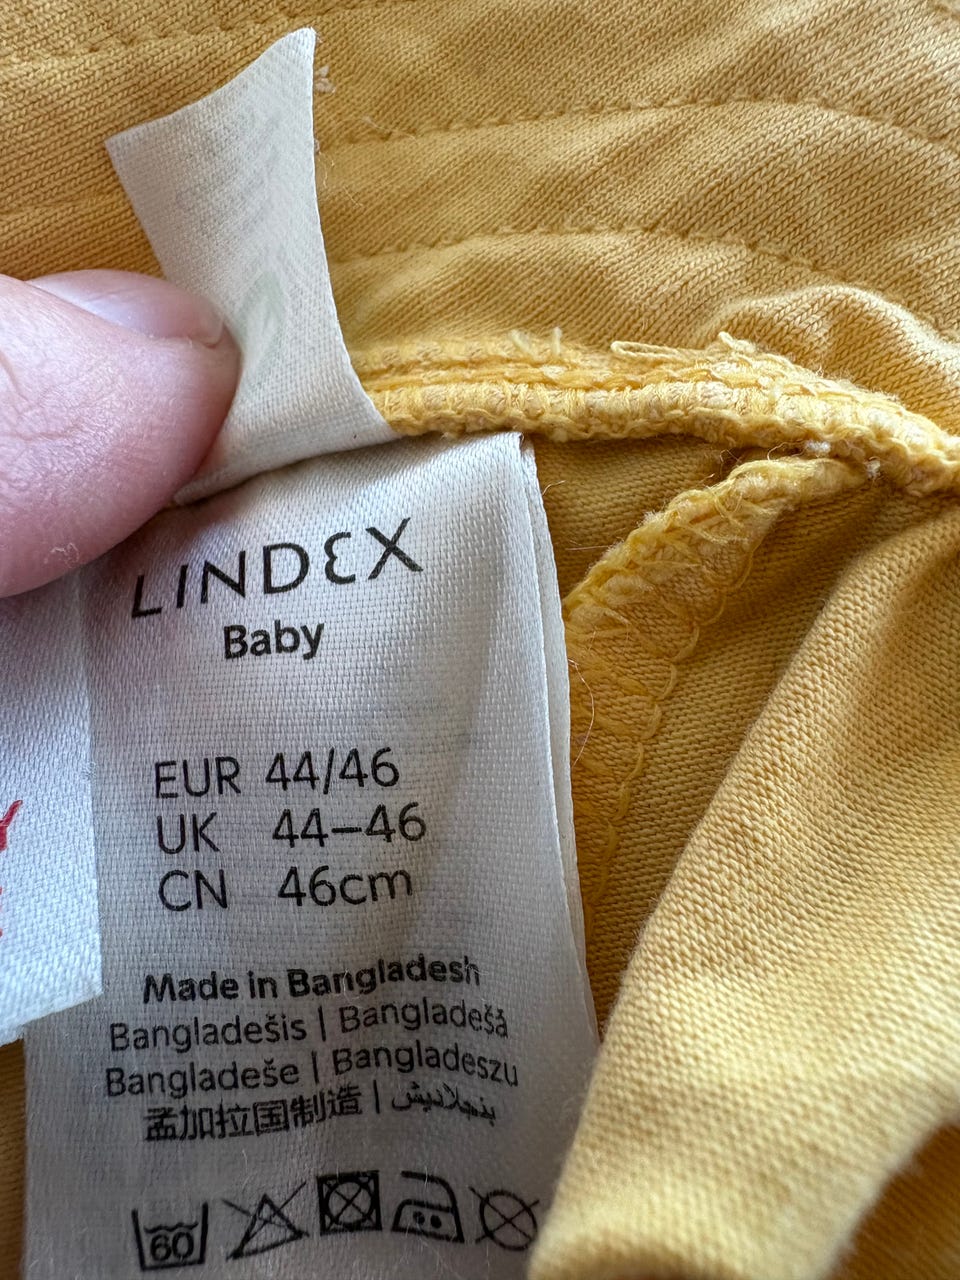 LINDEX
Baby
EUR 44/46
UK 44–46
CN 46cm
Made in Bangladesh
Bangladešis | Bangladešā
Bangladeše | Bangladeszu
孟加拉国制造 | بنجلاديش
60